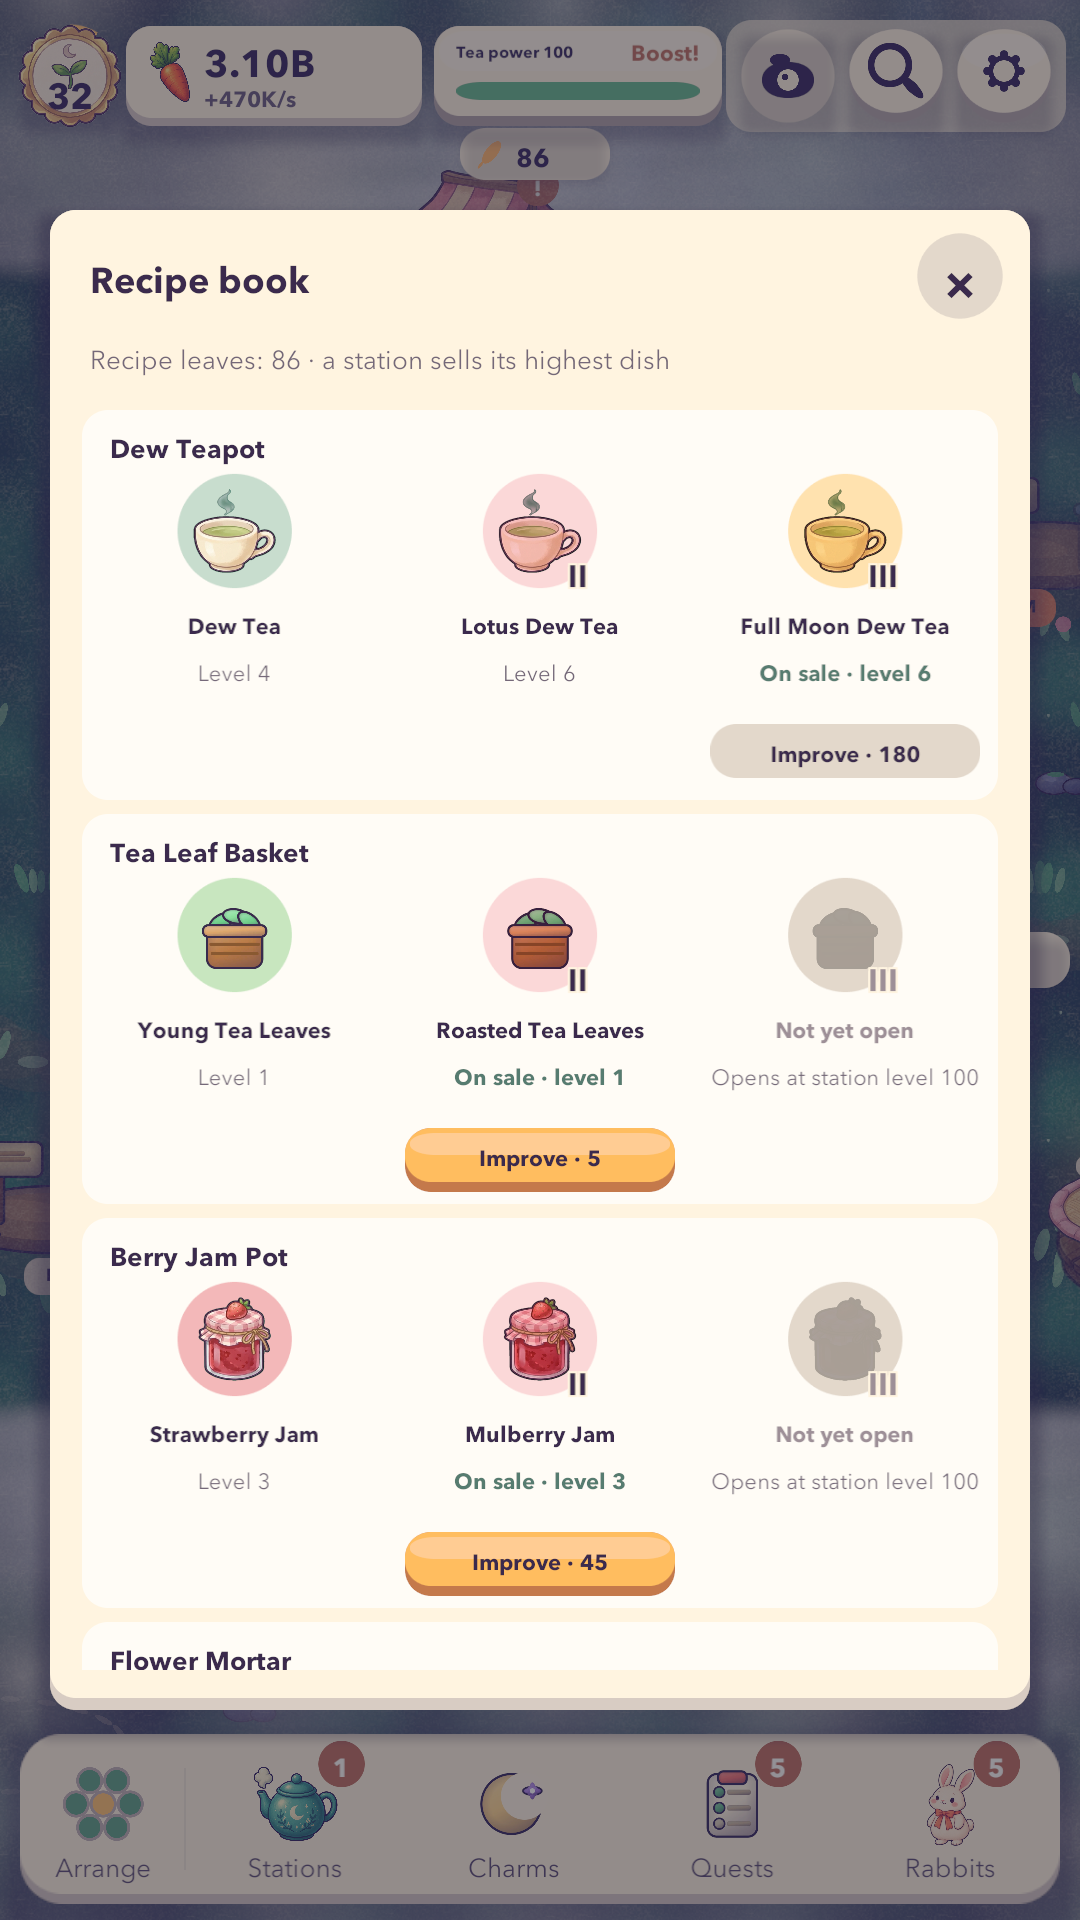 32
3.10B
+470K/s
Tea power 100
Boost!
86
!
Recipe book
Recipe leaves: 86 · a station sells its highest dish
Dew Teapot
II
III
Dew Tea
Lotus Dew Tea
Full Moon Dew Tea
Level 4
Level 6
On sale · level 6
Improve · 180
Tea Leaf Basket
II
III
Young Tea Leaves
Roasted Tea Leaves
Not yet open
Level 1
On sale · level 1
Opens at station level 100
Improve · 5
Berry Jam Pot
II
III
Strawberry Jam
Mulberry Jam
Not yet open
Level 3
On sale · level 3
Opens at station level 100
Improve · 45
Flower Mortar
1
5
5
Arrange
Stations
Charms
Quests
Rabbits